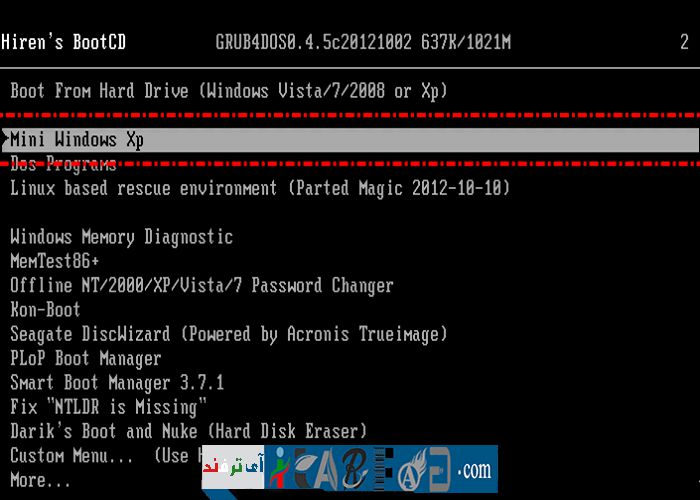 Hiren's BootCD GRUB4DOS0.4.5c20121002 637K/1021M 2
Boot From Hard Drive (Windows Vista/7/2008 or Xp)
Mini Windows Xp
Dos Programs
Linux based rescue environment (Parted Magic 2012-10-10)
Windows Memory Diagnostic
MemTest86+
Offline NT/2000/XP/Vista/7 Password Changer
Kon-Boot
Seagate DiscWizard (Powered by Acronis Trueimage)
PLoP Boot Manager
Smart Boot Manager 3.7.1
Fix "NTLDR is Missing"
Darik's Boot and Nuke (Hard Disk Eraser)
Custom Menu... (Use
More...
آی ترفند
.com